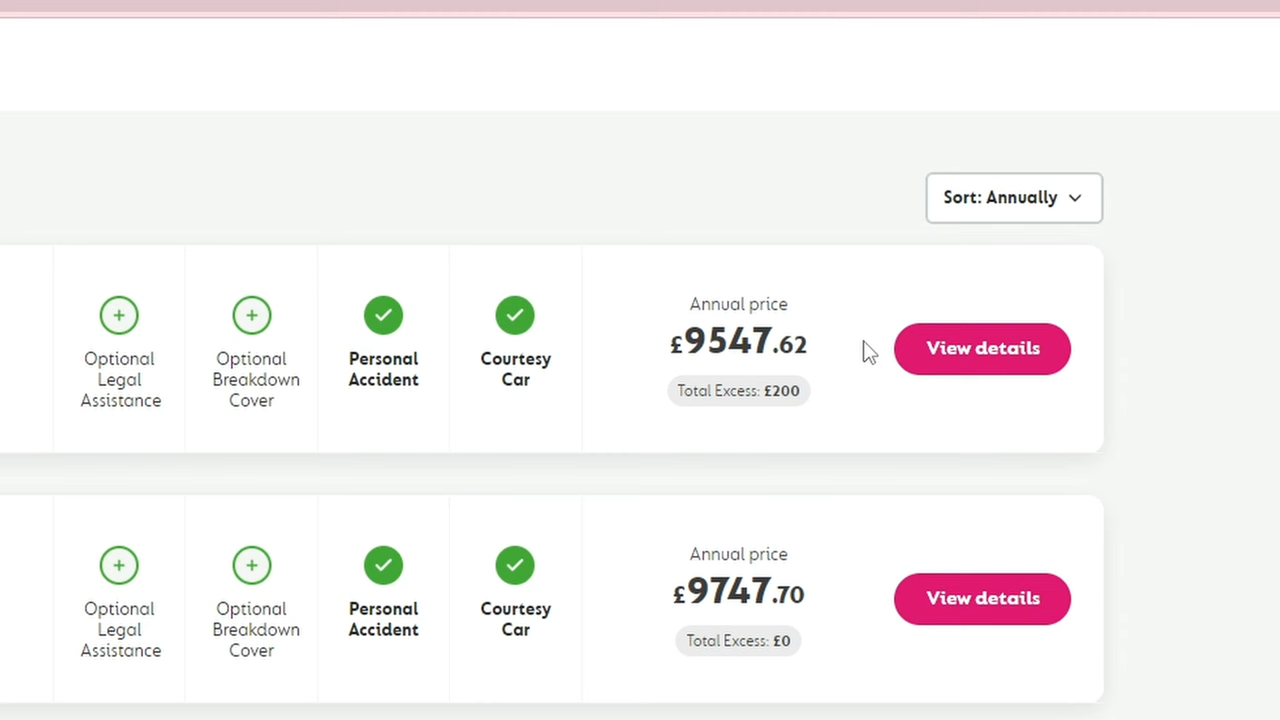 Sort: Annually
Optional
Legal
Assistance
Optional
Breakdown
Cover
Personal
Accident
Courtesy
Car
Annual price
£9547.62
Total Excess: £200
View details
Optional
Legal
Assistance
Optional
Breakdown
Cover
Personal
Accident
Courtesy
Car
Annual price
£9747.70
Total Excess: £0
View details